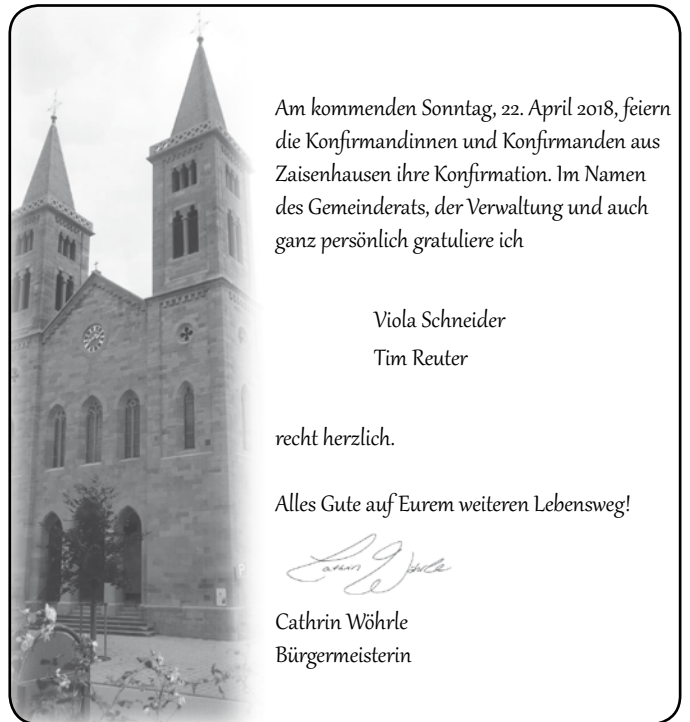 Am kommenden Sonntag, 22. April 2018, feiern
die Konfirmandinnen und Konfirmanden aus
Zaisenhausen ihre Konfirmation. Im Namen
des Gemeinderats, der Verwaltung und auch
ganz persönlich gratuliere ich
Viola Schneider
Tim Reuter
recht herzlich.
Alles Gute auf Eurem weiteren Lebensweg!
Cathrin Wöhrle
Cathrin Wöhrle
Bürgermeisterin